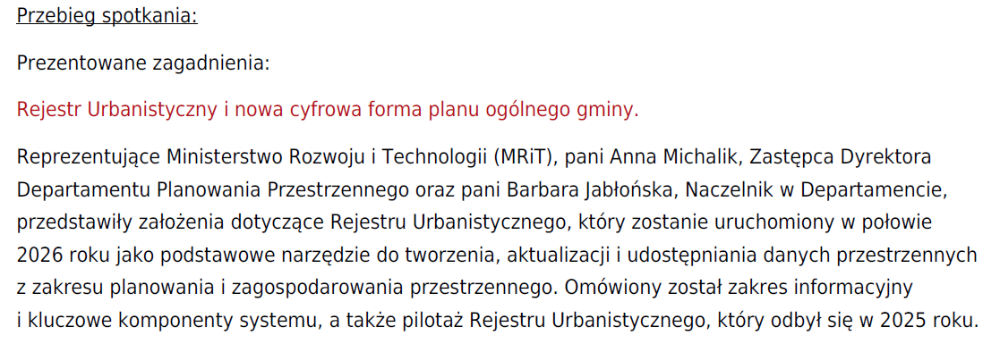 Przebieg spotkania:
Prezentowane zagadnienia:
Rejestr Urbanistyczny i nowa cyfrowa forma planu ogólnego gminy.
Reprezentujące Ministerstwo Rozwoju i Technologii (MRiT), pani Anna Michalik, Zastępca Dyrektora
Departamentu Planowania Przestrzennego oraz pani Barbara Jabłońska, Naczelnik w Departamencie,
przedstawiły założenia dotyczące Rejestru Urbanistycznego, który zostanie uruchomiony w połowie
2026 roku jako podstawowe narzędzie do tworzenia, aktualizacji i udostępniania danych przestrzennych
z zakresu planowania i zagospodarowania przestrzennego. Omówiony został zakres informacyjny
i kluczowe komponenty systemu, a także pilotaż Rejestru Urbanistycznego, który odbył się w 2025 roku.